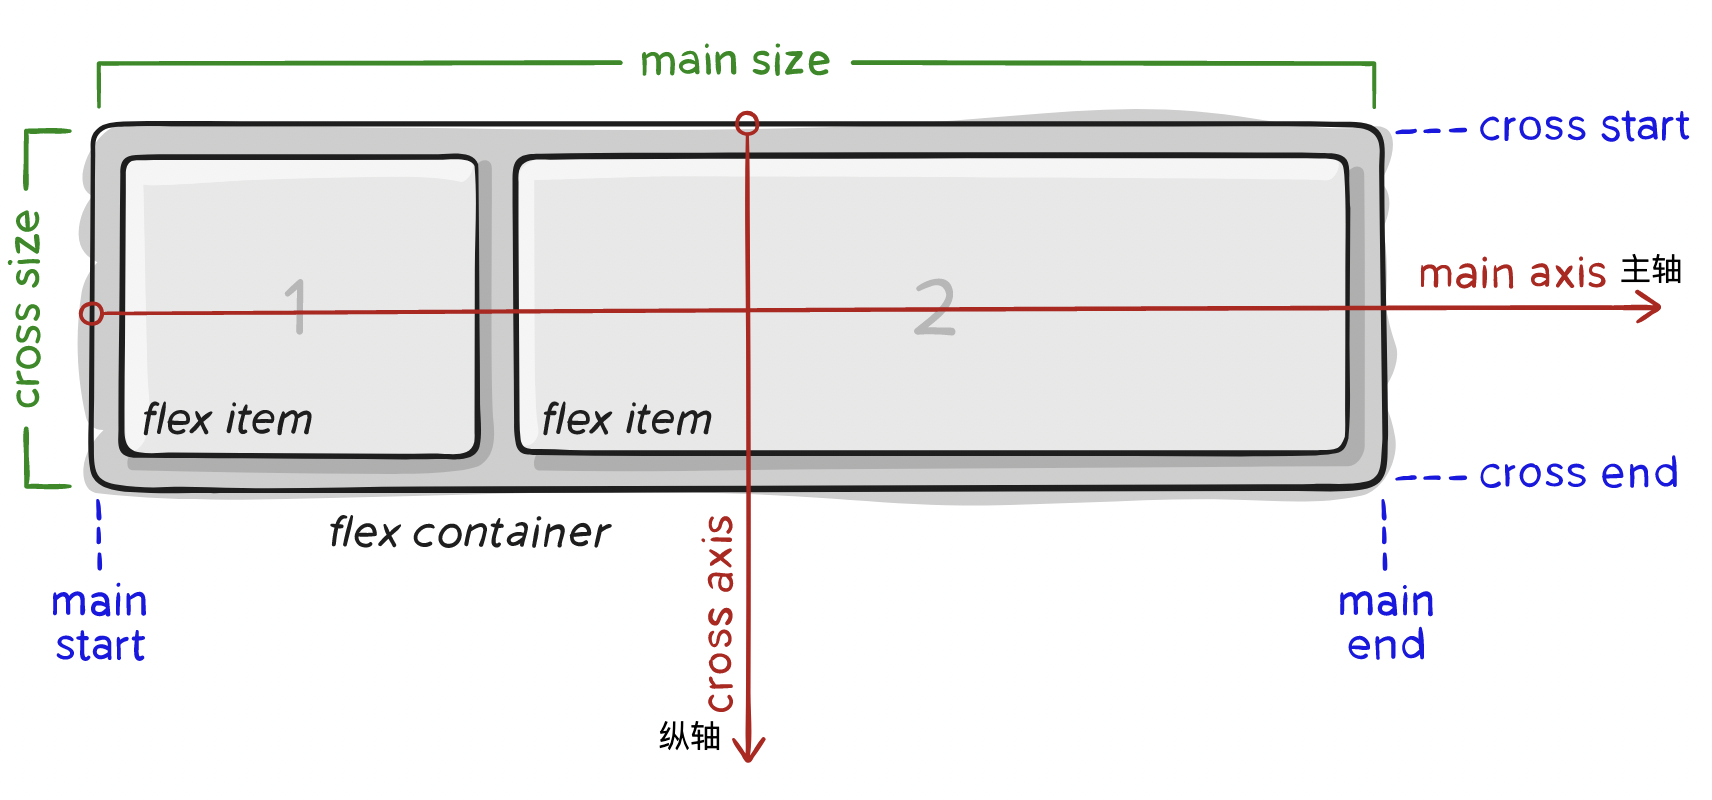 main size
cross start
cross size
main axis 主轴
1
2
flex item
flex item
cross end
flex container
cross axis
main
start
main
end
纵轴